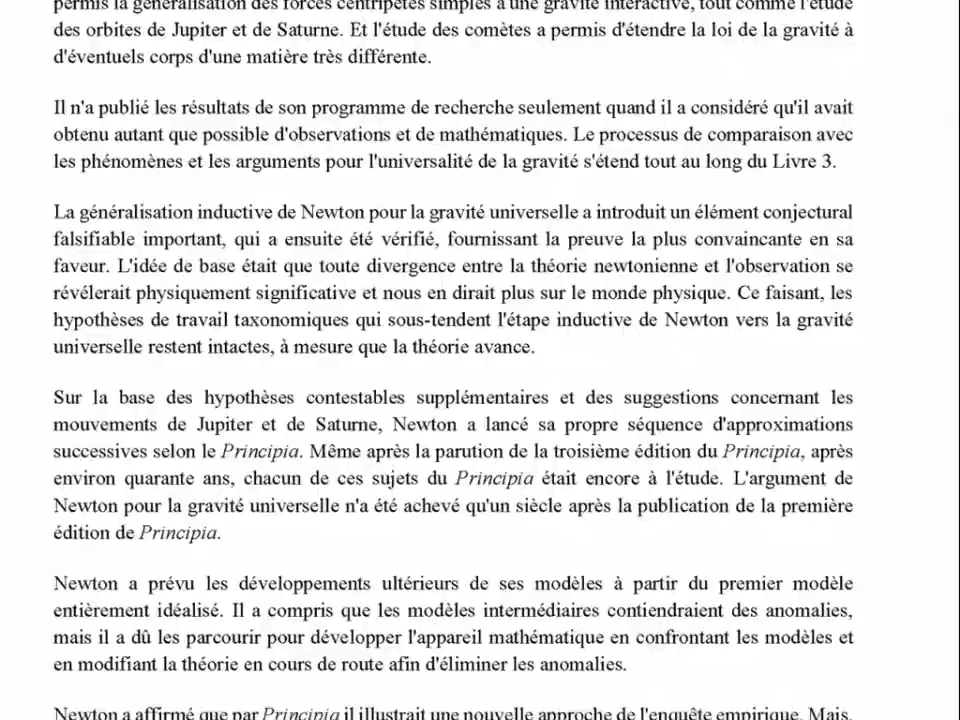 permis la généralisation des forces centripètes simples à une gravité interactive, tout comme l'étude
des orbites de Jupiter et de Saturne. Et l'étude des comètes a permis d'étendre la loi de la gravité à
d'éventuels corps d'une matière très différente.
Il n'a publié les résultats de son programme de recherche seulement quand il a considéré qu'il avait
obtenu autant que possible d'observations et de mathématiques. Le processus de comparaison avec
les phénomènes et les arguments pour l'universalité de la gravité s'étend tout au long du Livre 3.
La généralisation inductive de Newton pour la gravité universelle a introduit un élément conjectural
falsifiable important, qui a ensuite été vérifié, fournissant la preuve la plus convaincante en sa
faveur. L'idée de base était que toute divergence entre la théorie newtonienne et l'observation se
révélerait physiquement significative et nous en dirait plus sur le monde physique. Ce faisant, les
hypothèses de travail taxonomiques qui sous-tendent l'étape inductive de Newton vers la gravité
universelle restent intactes, à mesure que la théorie avance.
Sur la base des hypothèses contestables supplémentaires et des suggestions concernant les
mouvements de Jupiter et de Saturne, Newton a lancé sa propre séquence d'approximations
successives selon le Principia. Même après la parution de la troisième édition du Principia, après
environ quarante ans, chacun de ces sujets du Principia était encore à l'étude. L'argument de
Newton pour la gravité universelle n'a été achevé qu'un siècle après la publication de la première
édition de Principia.
Newton a prévu les développements ultérieurs de ses modèles à partir du premier modèle
entièrement idéalisé. Il a compris que les modèles intermédiaires contiendraient des anomalies,
mais il a dû les parcourir pour développer l'appareil mathématique en confrontant les modèles et
en modifiant la théorie en cours de route afin d'éliminer les anomalies.
Newton a affirmé que par Principia il illustrait une nouvelle approche de l'enquête empirique. Mais,